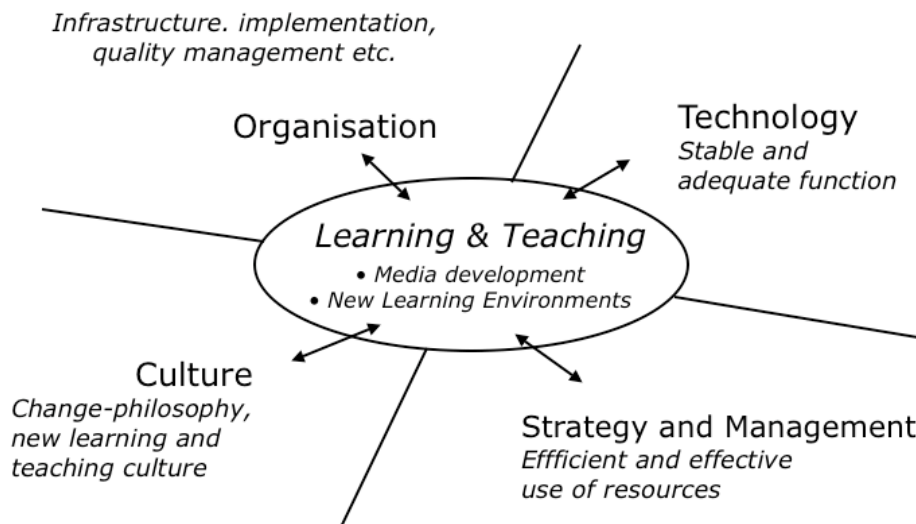 Infrastructure. implementation,
quality management etc.
Organisation
Technology
Stable and
adequate function
Learning & Teaching
• Media development
• New Learning Environments
Culture
Change-philosophy,
new learning and
teaching culture
Strategy and Management
Effficient and effective
use of resources